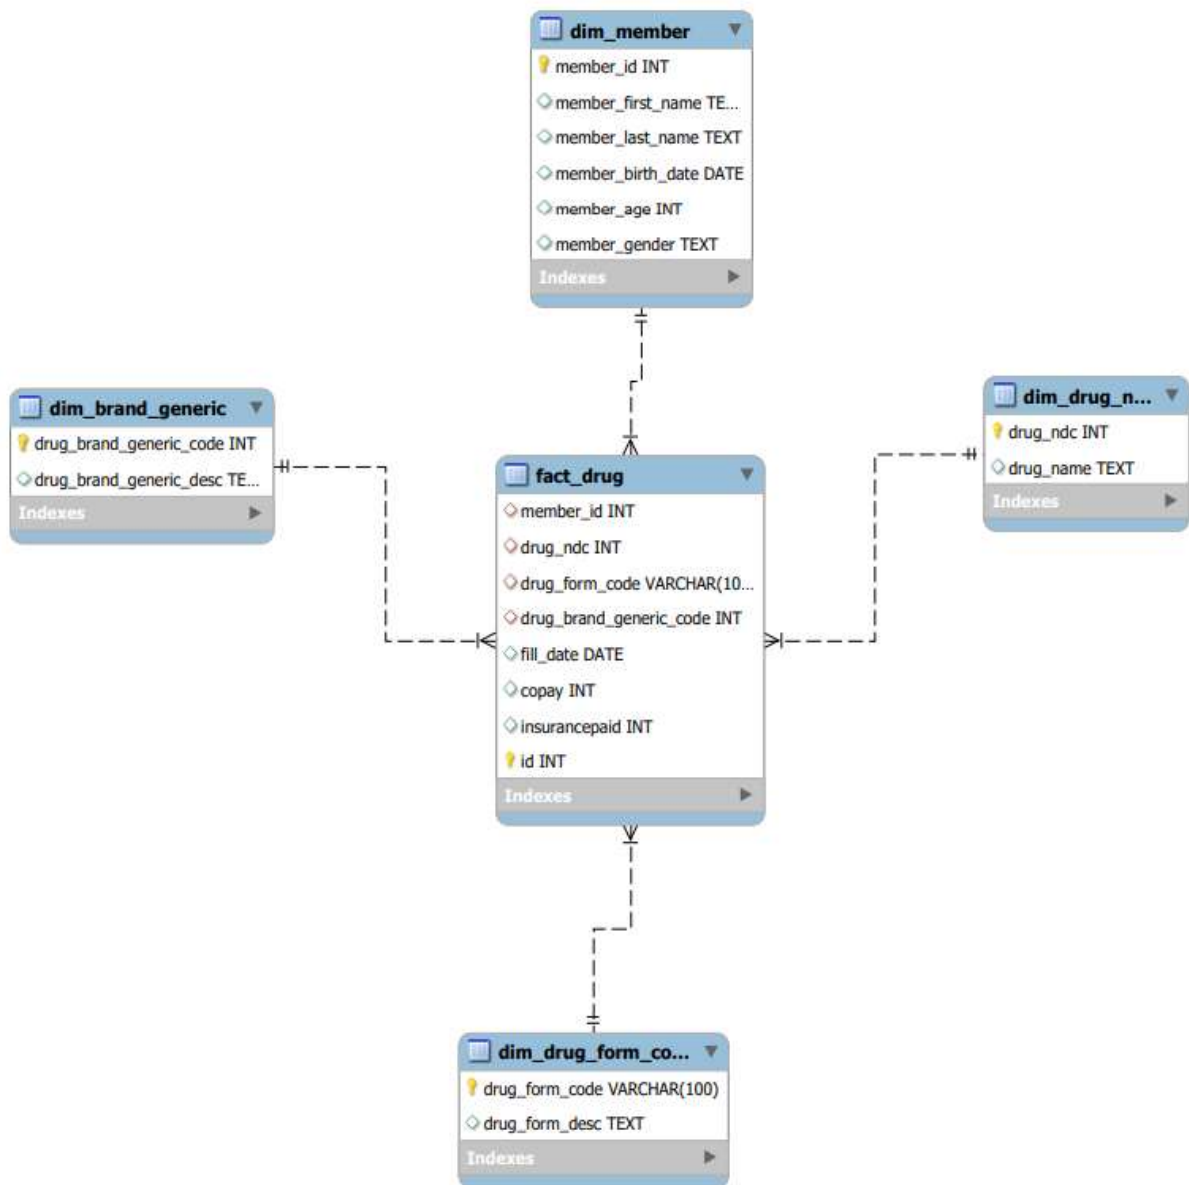 dim_member
member_id INT
member_first_name TE...
member_last_name TEXT
member_birth_date DATE
member_age INT
member_gender TEXT
Indexes
dim_brand_generic
drug_brand_generic_code INT
drug_brand_generic_desc TE...
Indexes
dim_drug_n...
drug_ndc INT
drug_name TEXT
Indexes
fact_drug
member_id INT
drug_ndc INT
drug_form_code VARCHAR(10...
drug_brand_generic_code INT
fill_date DATE
copay INT
insurancepaid INT
id INT
Indexes
dim_drug_form_co...
drug_form_code VARCHAR(100)
drug_form_desc TEXT
Indexes